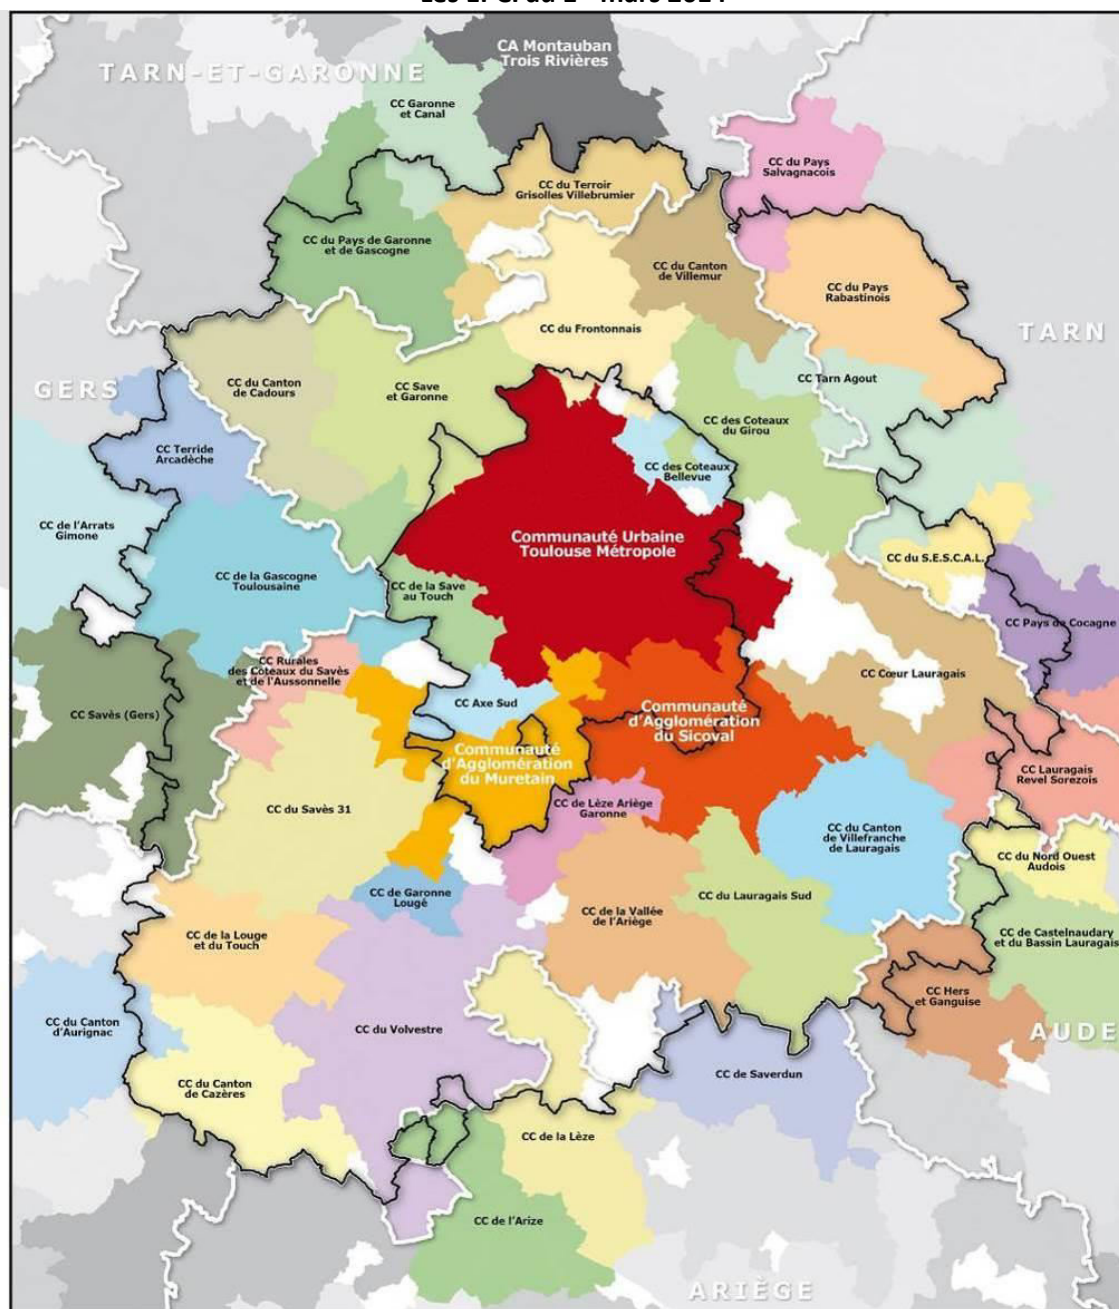 CA Montauban
Trois Rivières
TARN-ET-GARONNE
CC Garonne
et Canal
CC du Pays
Salvagnacois
CC du Terroir
Grisolles Villebrumier
CC du Pays de Garonne
et de Gascogne
CC du Canton
de Villemur
CC du Pays
Rabastinois
CC du Frontonnais
TARN
GERS
CC du Canton
de Cadours
CC Save
et Garonne
CC Tarn Agout
CC des Coteaux
du Girou
CC Terride
Arcadèche
CC des Coteaux
Bellevue
CC de l'Arrats
Gimone
Communauté Urbaine
Toulouse Métropole
CC du S.E.S.C.A.L.
CC de la Gascogne
Toulousaine
CC de la Save
au Touch
CC Pays de Cocagne
CC Rurales
des Coteaux du Savès
et de l'Aussonnelle
CC Cœur Lauragais
CC Savès (Gers)
CC Axe Sud
Communauté
d'Agglomération
du Sicoval
Communauté
d'Agglomération
du Muretain
CC Lauragais
Revel Sorezois
CC du Savès 31
CC de Lèze Ariège
Garonne
CC du Canton
de Villefranche
de Lauragais
CC du Nord Ouest
Audois
CC de Garonne
Lougé
CC du Lauragais Sud
CC de la Vallée
de l'Ariège
CC de la Louge
et du Touch
CC de Castelnaudary
et du Bassin Lauragais
CC Hers
et Ganguise
CC du Canton
d'Aurignac
CC du Volvestre
AUDE
CC de Saverdun
CC du Canton
de Cazères
CC de la Lèze
CC de l'Arize
ARIÈGE